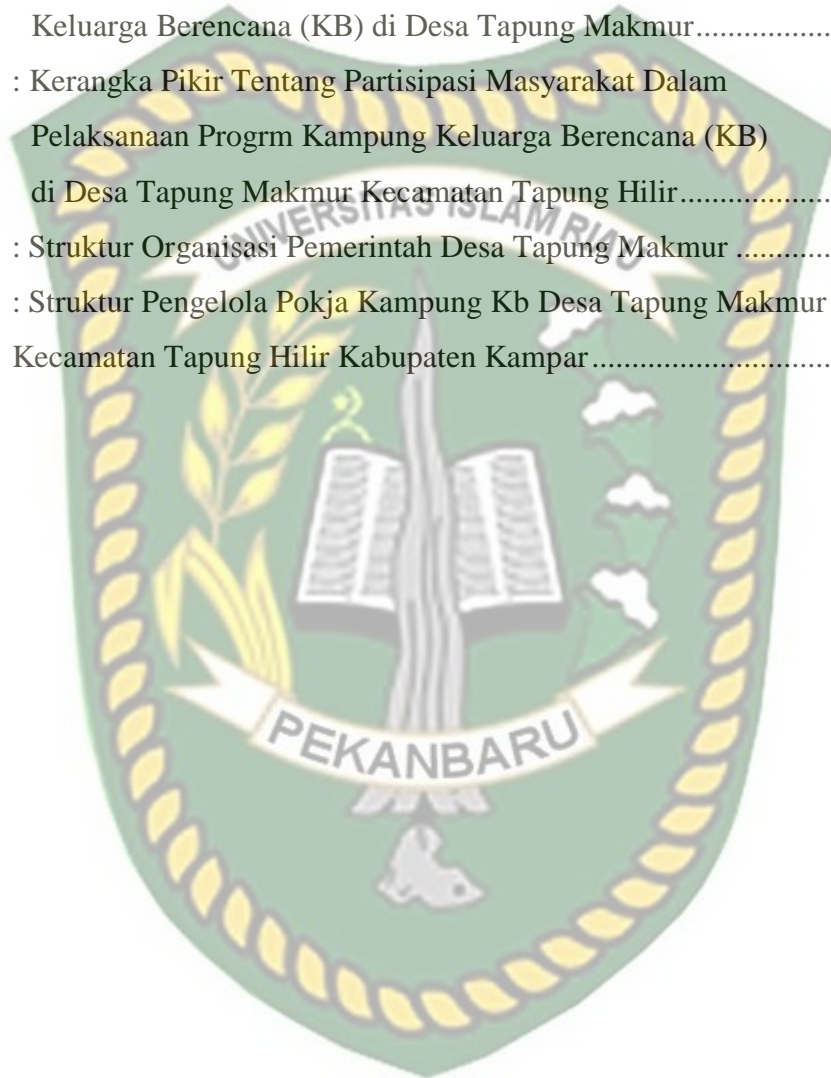 Keluarga Berencana (KB) di Desa Tapung Makmur.................
: Kerangka Pikir Tentang Partisipasi Masyarakat Dalam
Pelaksanaan Progrm Kampung Keluarga Berencana (KB)
di Desa Tapung Makmur Kecamatan Tapung Hilir...................
UNIVERSITAS ISLAM RIAU
: Struktur Organisasi Pemerintah Desa Tapung Makmur ............
: Struktur Pengelola Pokja Kampung Kb Desa Tapung Makmur
Kecamatan Tapung Hilir Kabupaten Kampar..............................
PEKANBARU